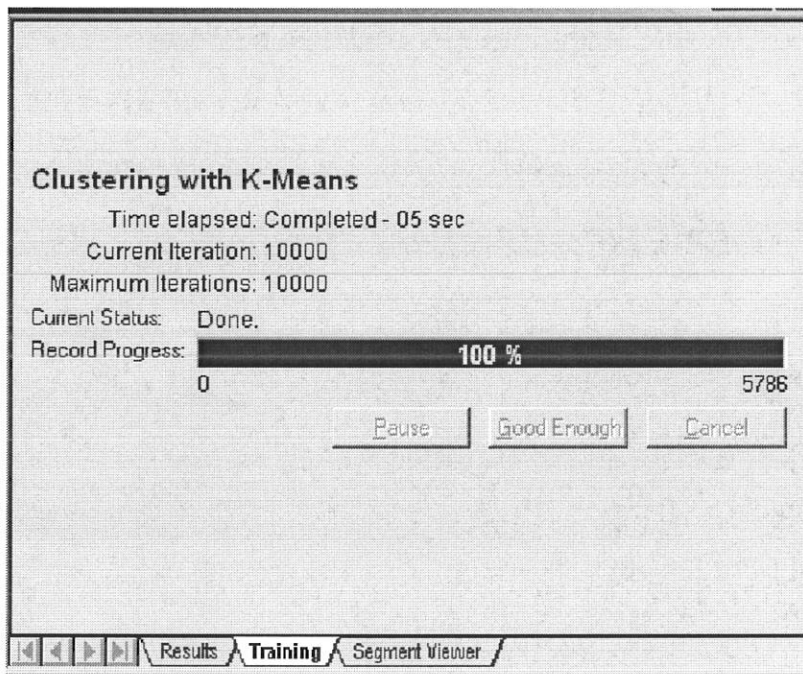 Clustering with K-Means
Time elapsed: Completed - 05 sec
Current Iteration: 10000
Maximum Iterations: 10000
Current Status: Done.
Record Progress: 100 %
0 5786
Pause Good Enough Cancel
Results Training Segment Viewer